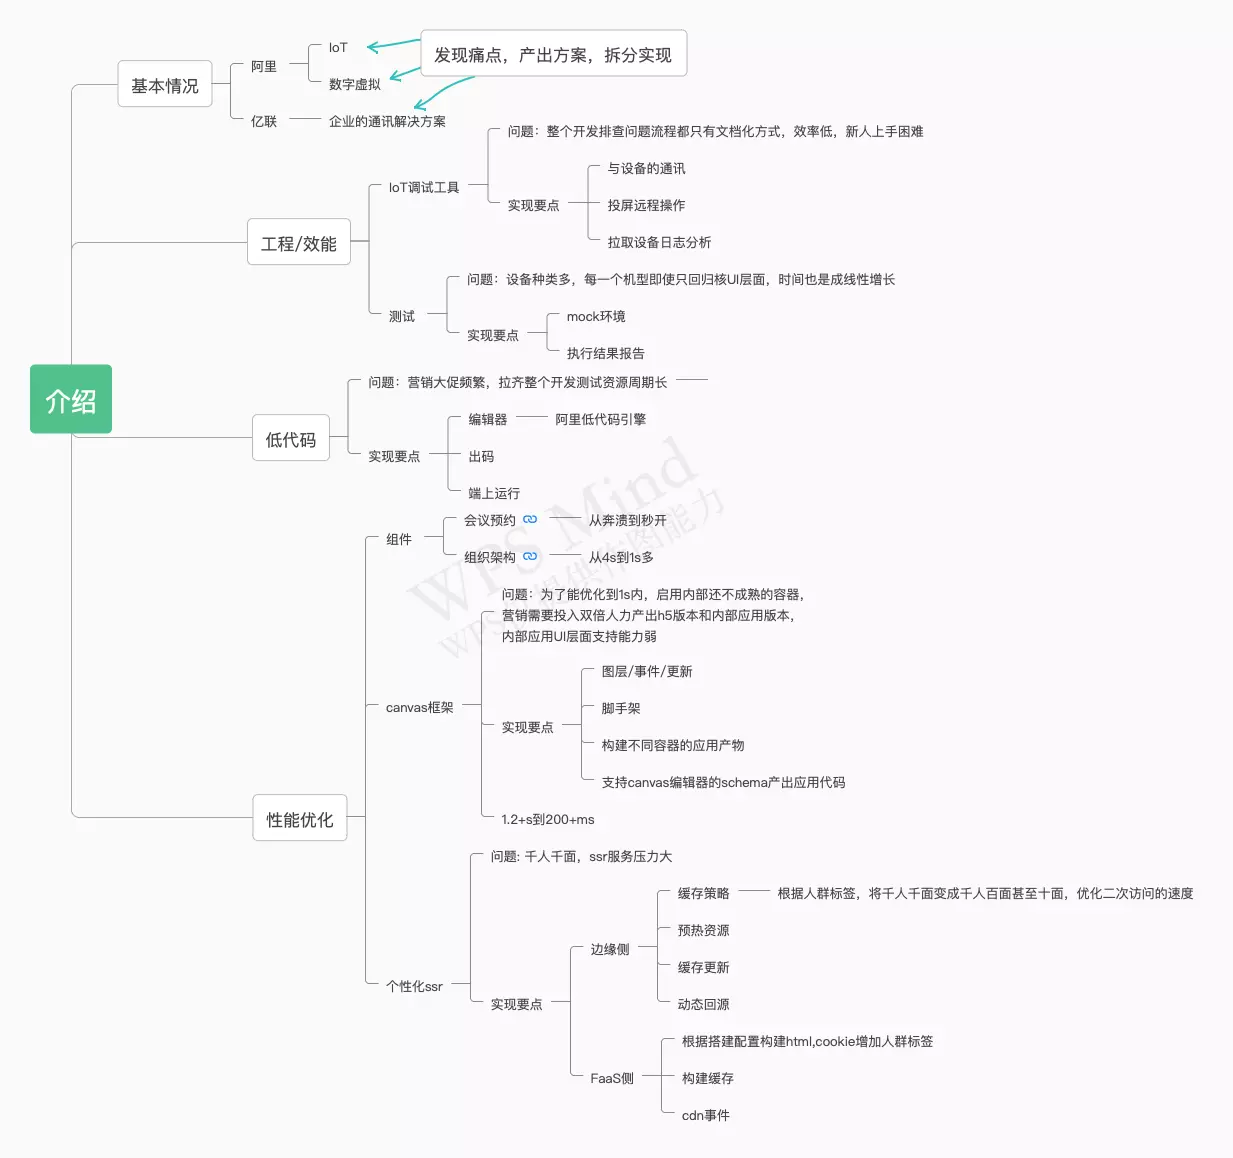 介绍
基本情况
阿里
IoT
数字虚拟
亿联
企业的通讯解决方案
发现痛点，产出方案，拆分实现
工程/效能
IoT调试工具
问题：整个开发排查问题流程都只有文档化方式，效率低，新人上手困难
实现要点
与设备的通讯
投屏远程操作
拉取设备日志分析
测试
问题：设备种类多，每一个机型即使只回归核UI层面，时间也是成线性增长
实现要点
mock环境
执行结果报告
低代码
问题：营销大促频繁，拉齐整个开发测试资源周期长
实现要点
编辑器
阿里低代码引擎
出码
端上运行
性能优化
组件
会议预约
从奔溃到秒开
组织架构
从4s到1s多
canvas框架
问题：为了能优化到1s内，启用内部还不成熟的容器，
营销需要投入双倍人力产出h5版本和内部应用版本，
内部应用UI层面支持能力弱
实现要点
图层/事件/更新
脚手架
构建不同容器的应用产物
支持canvas编辑器的schema产出应用代码
1.2+s到200+ms
个性化ssr
问题: 千人千面，ssr服务压力大
实现要点
边缘侧
缓存策略
根据人群标签，将千人千面变成千人百面甚至十面，优化二次访问的速度
预热资源
缓存更新
动态回源
FaaS侧
根据搭建配置构建html,cookie增加人群标签
构建缓存
cdn事件
WPS Mind